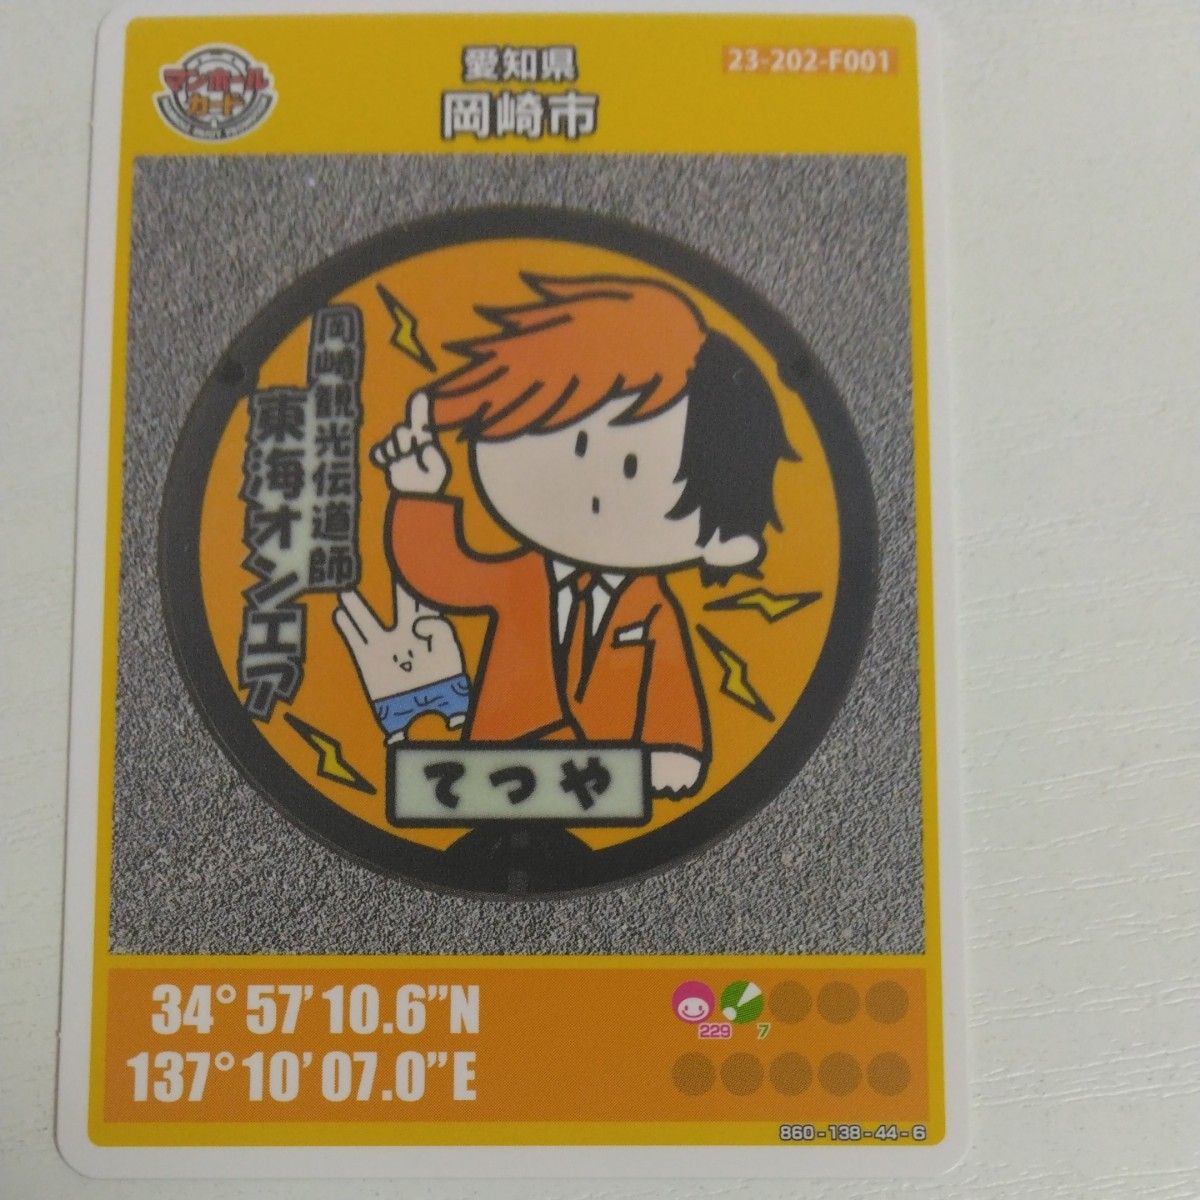 マンホール
カード
愛知県
岡崎市
23-202-F001
岡崎観光伝道師
東海オンエア
てつや
34°57'10.6"N
137°10'07.0"E
229
7
860-138-44-6